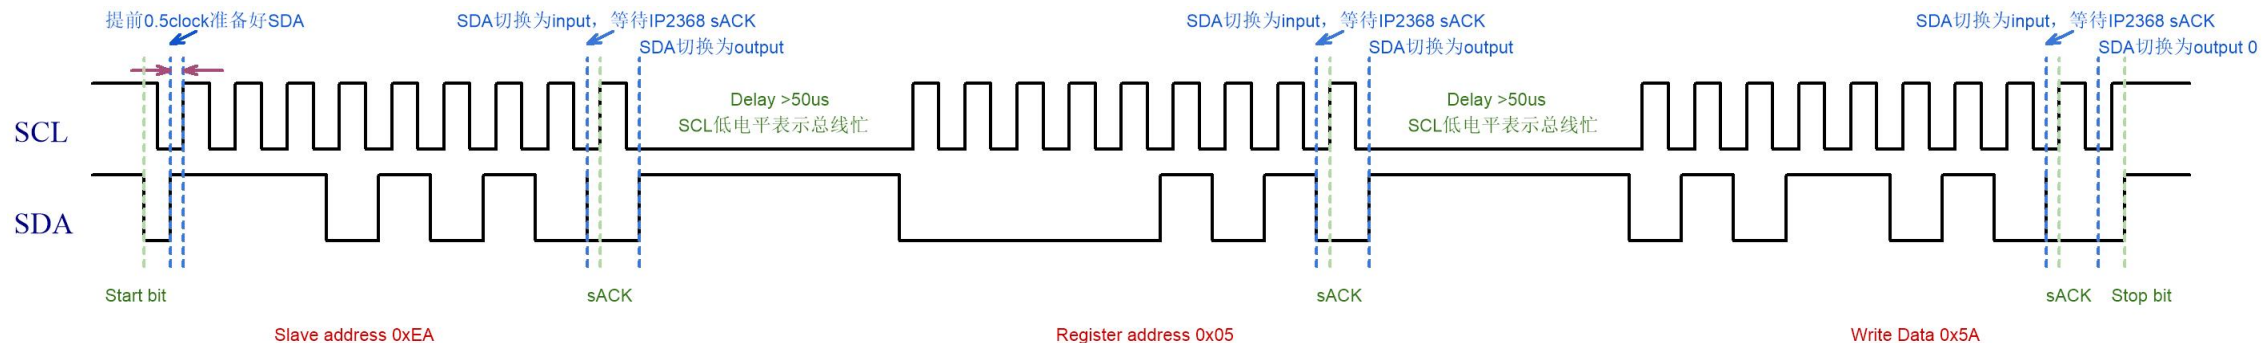 提前0.5clock准备好SDA
SDA切换为input，等待IP2368 sACK
SDA切换为output
SDA切换为input，等待IP2368 sACK
SDA切换为output
SDA切换为input，等待IP2368 sACK
SDA切换为output 0
SCL
Delay >50us
SCL低电平表示总线忙
Delay >50us
SCL低电平表示总线忙
SDA
Start bit
sACK
sACK
sACK
Stop bit
Slave address 0xEA
Register address 0x05
Write Data 0x5A